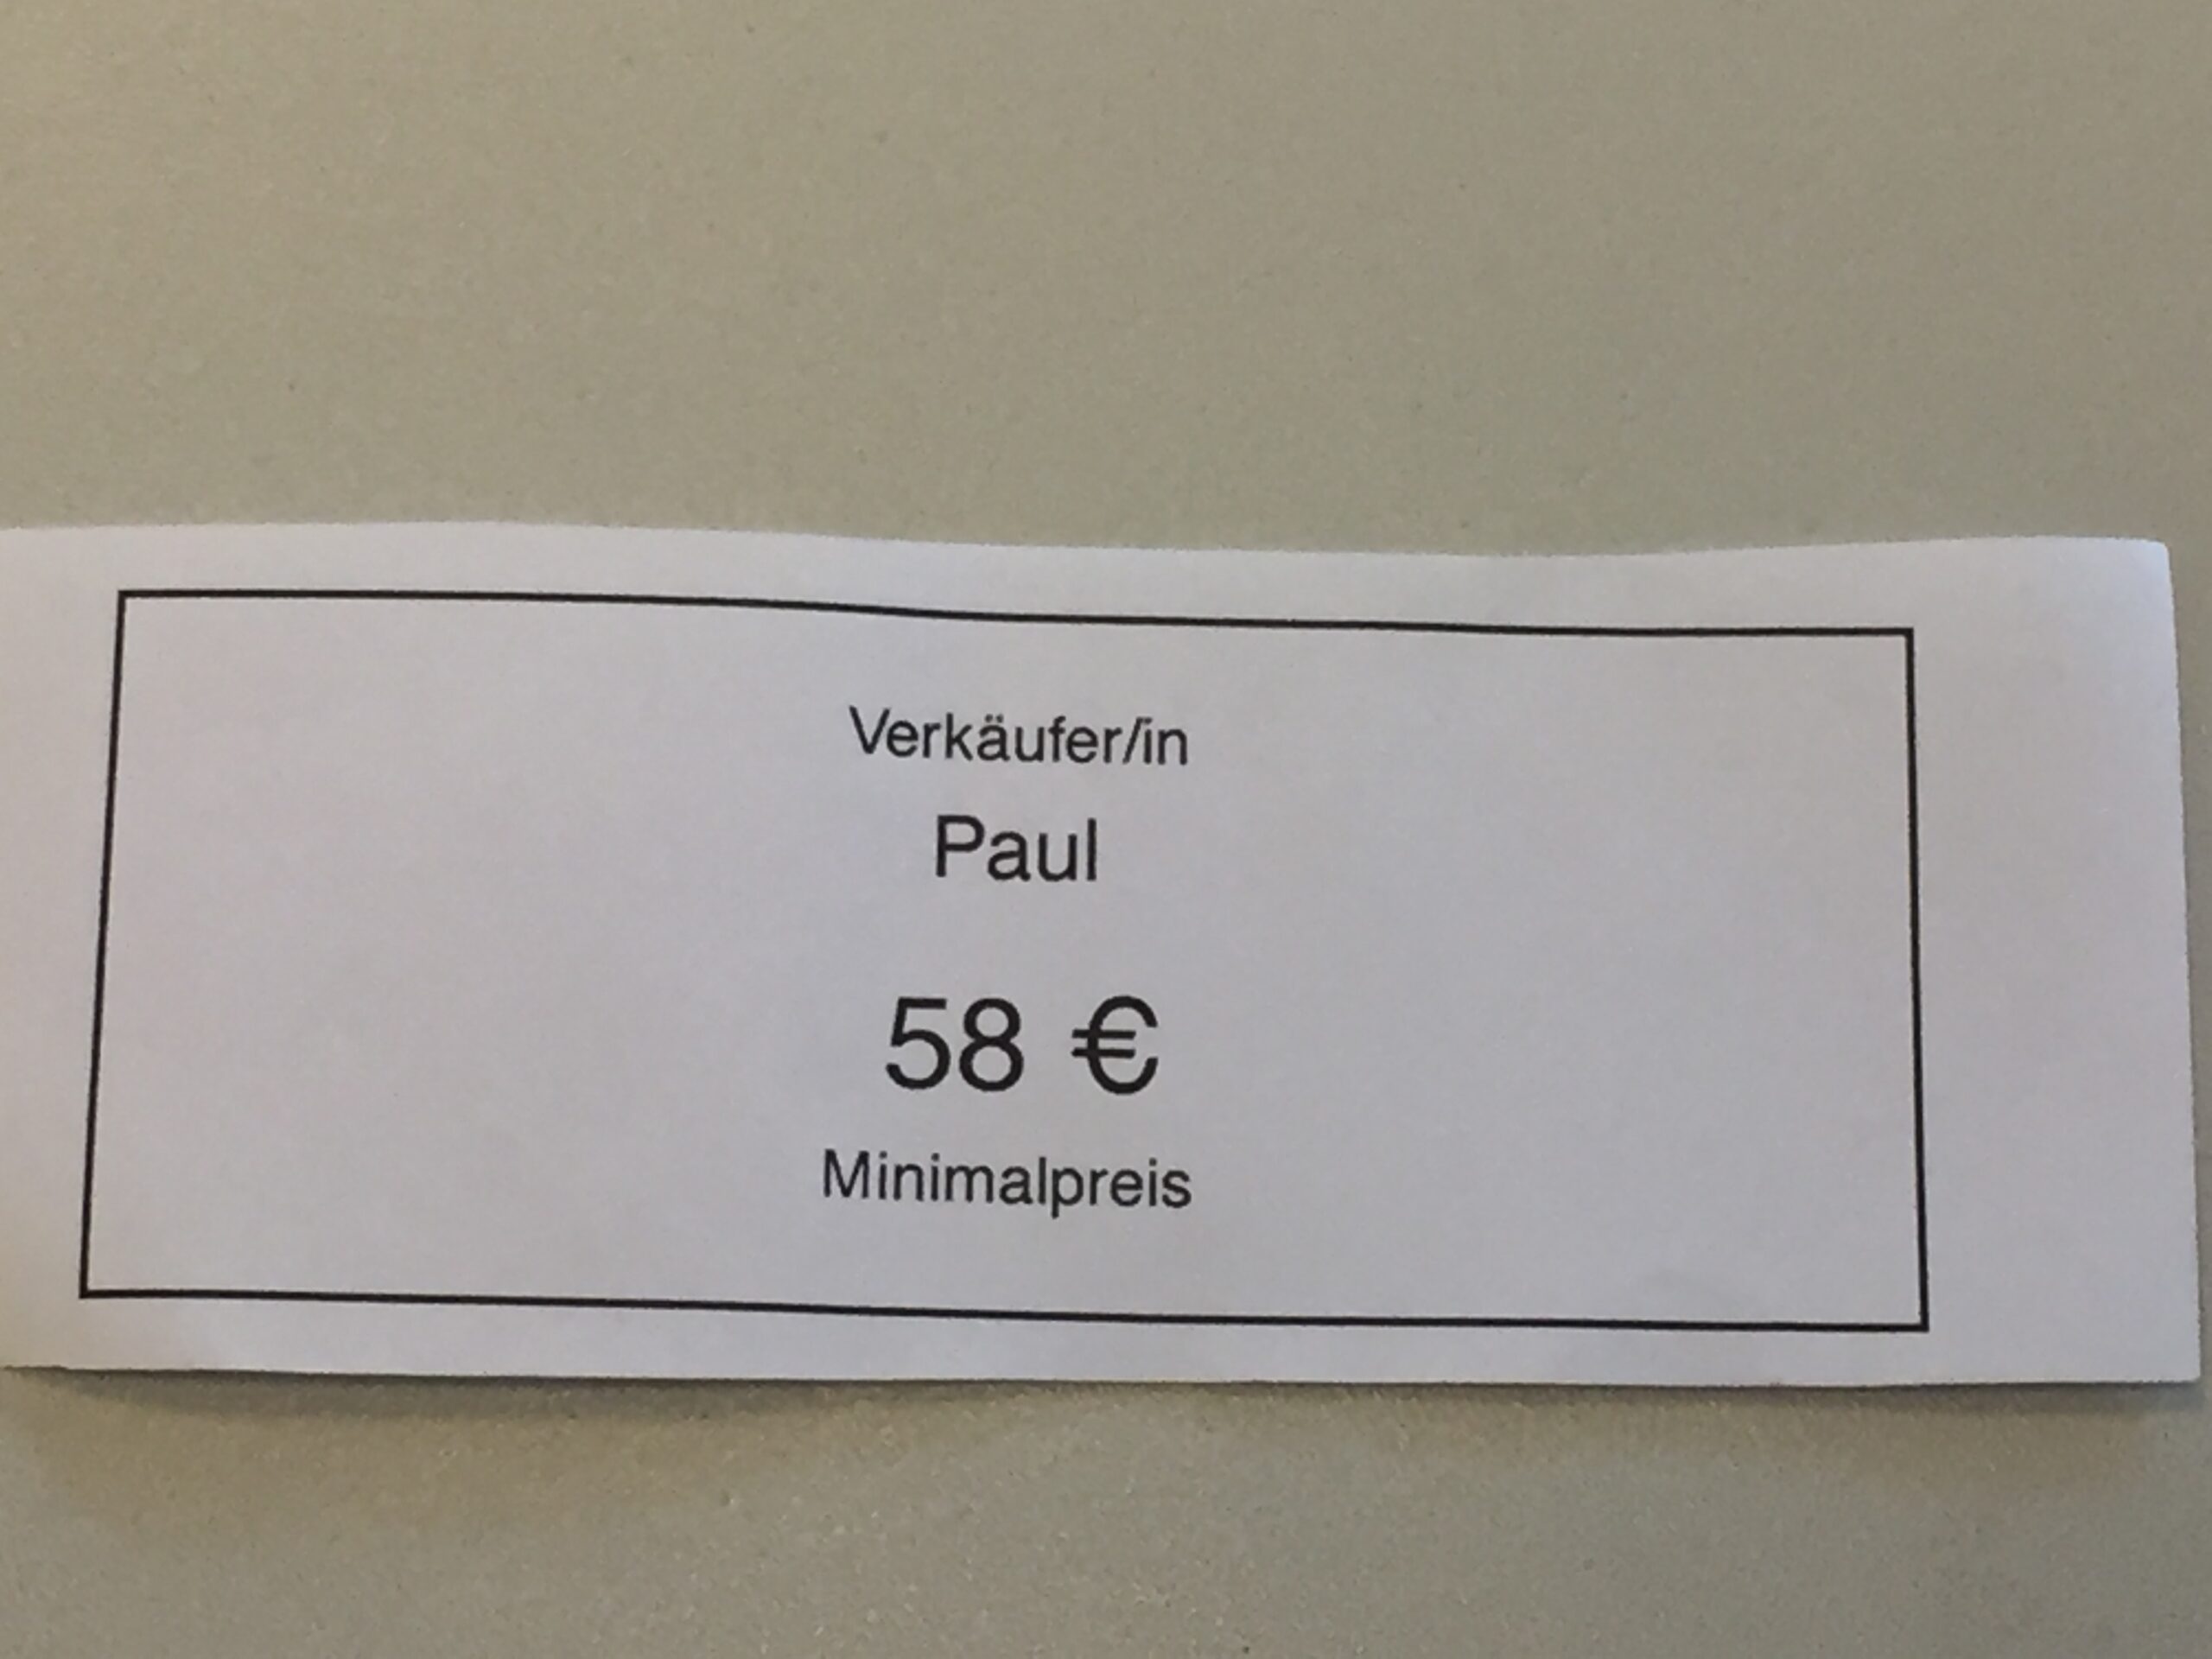 Verkäufer/in
Paul
58 €
Minimalpreis